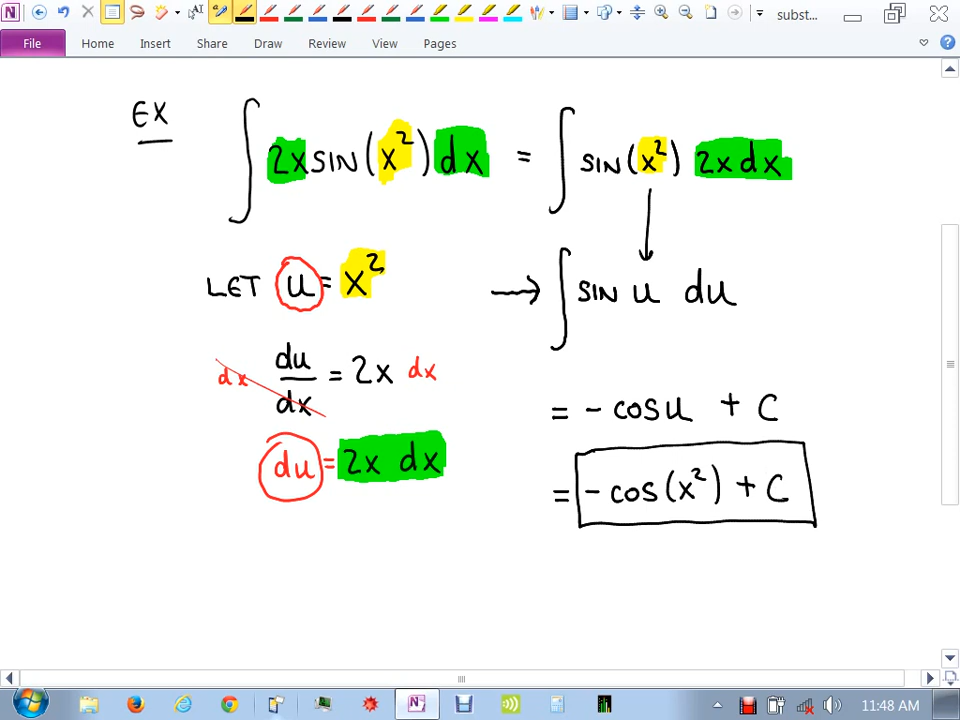 subst...
File Home Insert Share Draw Review View Pages
EX
∫ 2x SIN(x²) dx = ∫ SIN(x²) 2x dx
LET u = x² → ∫ SIN u du
dx du/dx = 2x dx
= - cos u + C
du = 2x dx
= - cos(x²) + C
11:48 AM